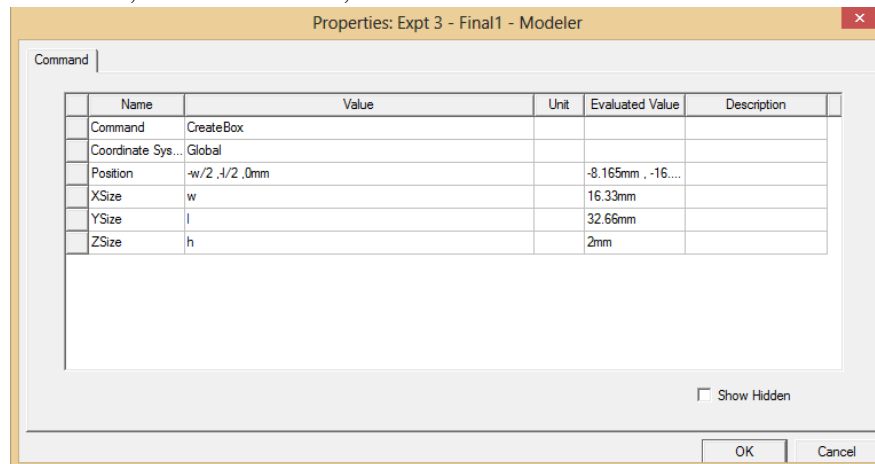 Properties: Expt 3 - Final1 - Modeler
Command
Name Value Unit Evaluated Value Description
Command CreateBox
Coordinate Sys... Global
Position -w/2 ,-l/2 ,0mm -8.165mm , -16....
XSize w 16.33mm
YSize l 32.66mm
ZSize h 2mm
Show Hidden
OK Cancel